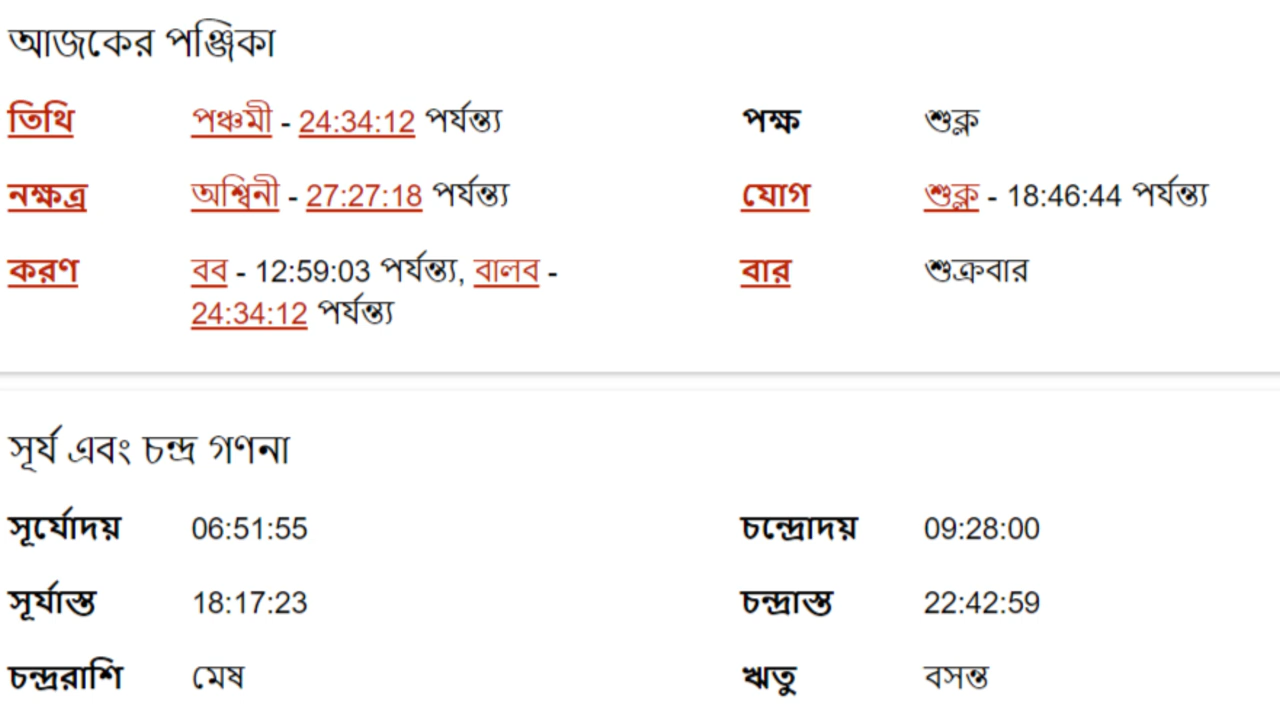 আজকের পঞ্জিকা
তিথি পঞ্চমী - 24:34:12 পর্যন্ত্য পক্ষ শুক্ল
নক্ষত্র অশ্বিনী - 27:27:18 পর্যন্ত্য যোগ শুক্ল - 18:46:44 পর্যন্ত্য
করণ বব - 12:59:03 পর্যন্ত্য, বালব - বার শুক্রবার
24:34:12 পর্যন্ত্য
সূর্য এবং চন্দ্র গণনা
সূর্যোদয় 06:51:55 চন্দ্রোদয় 09:28:00
সূর্যাস্ত 18:17:23 চন্দ্রাস্ত 22:42:59
চন্দ্ররাশি মেষ ঋতু বসন্ত